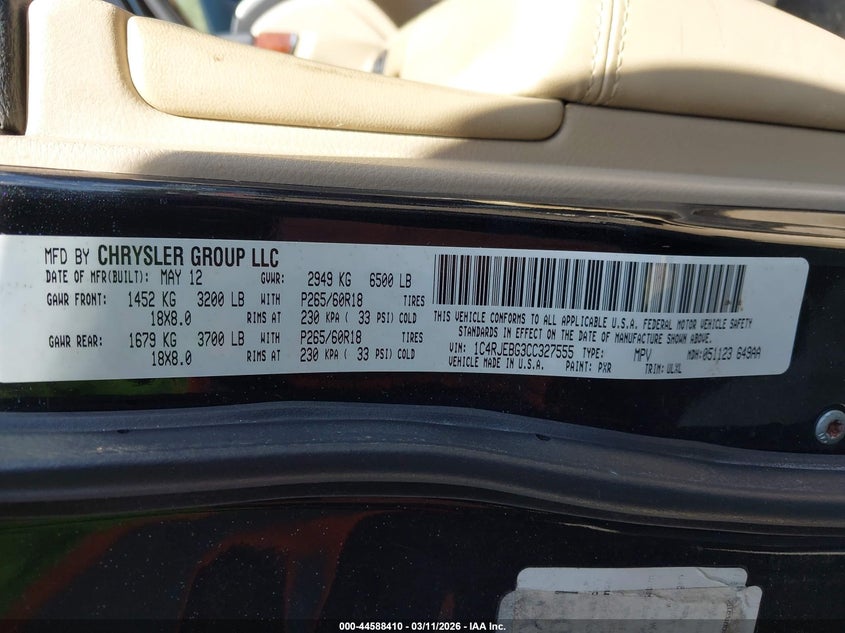 MFD BY CHRYSLER GROUP LLC
DATE OF MFR(BUILT): MAY 12 GVWR: 2949 KG 6500 LB
GAWR FRONT: 1452 KG 3200 LB WITH P265/60R18 TIRES
18X8.0 RIMS AT 230 KPA ( 33 PSI) COLD
GAWR REAR: 1679 KG 3700 LB WITH P265/60R18 TIRES
18X8.0 RIMS AT 230 KPA ( 33 PSI) COLD
THIS VEHICLE CONFORMS TO ALL APPLICABLE U.S.A. FEDERAL MOTOR VEHICLE SAFETY
STANDARDS IN EFFECT ON THE DATE OF MANUFACTURE SHOWN ABOVE.
VIN: 1C4RJEBG3CC327555 TYPE: MPV MDH:051123 649AA
VEHICLE MADE IN U.S.A. PAINT: PXR TRIM: ULXL
000-44588410 - 03/11/2026 - IAA Inc.